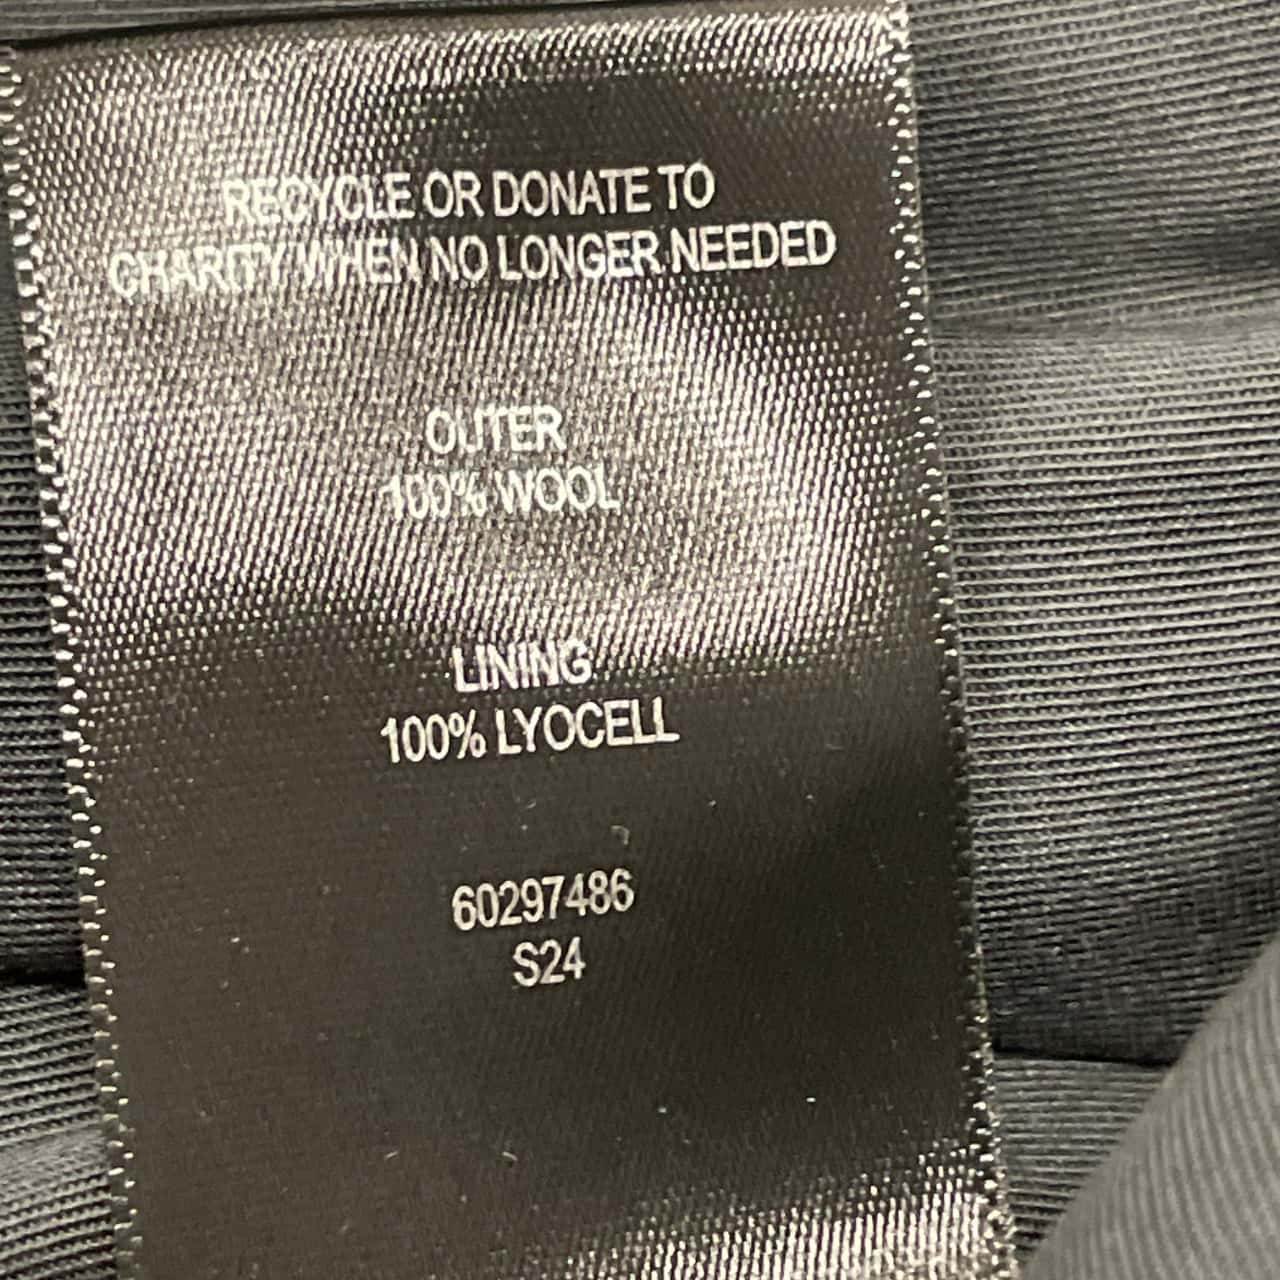 RECYCLE OR DONATE TO
CHARITY WHEN NO LONGER NEEDED
OUTER
100% WOOL
LINING
100% LYOCELL
60297486
S24